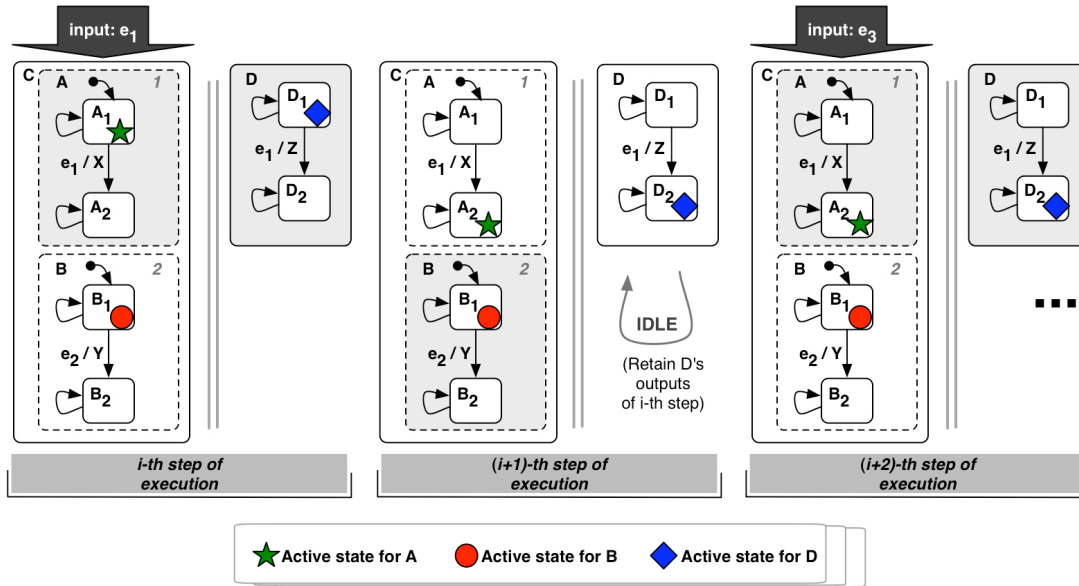 input: e1
C
A
1
A1
e1 / X
A2
B
2
B1
e2 / Y
B2
D
D1
e1 / Z
D2
i-th step of
execution
C
A
1
A1
e1 / X
A2
B
2
B1
e2 / Y
B2
D
D1
e1 / Z
D2
IDLE
(Retain D's
outputs
of i-th step)
(i+1)-th step of
execution
input: e3
C
A
1
A1
e1 / X
A2
B
2
B1
e2 / Y
B2
D
D1
e1 / Z
D2
(i+2)-th step of
execution
Active state for A Active state for B Active state for D